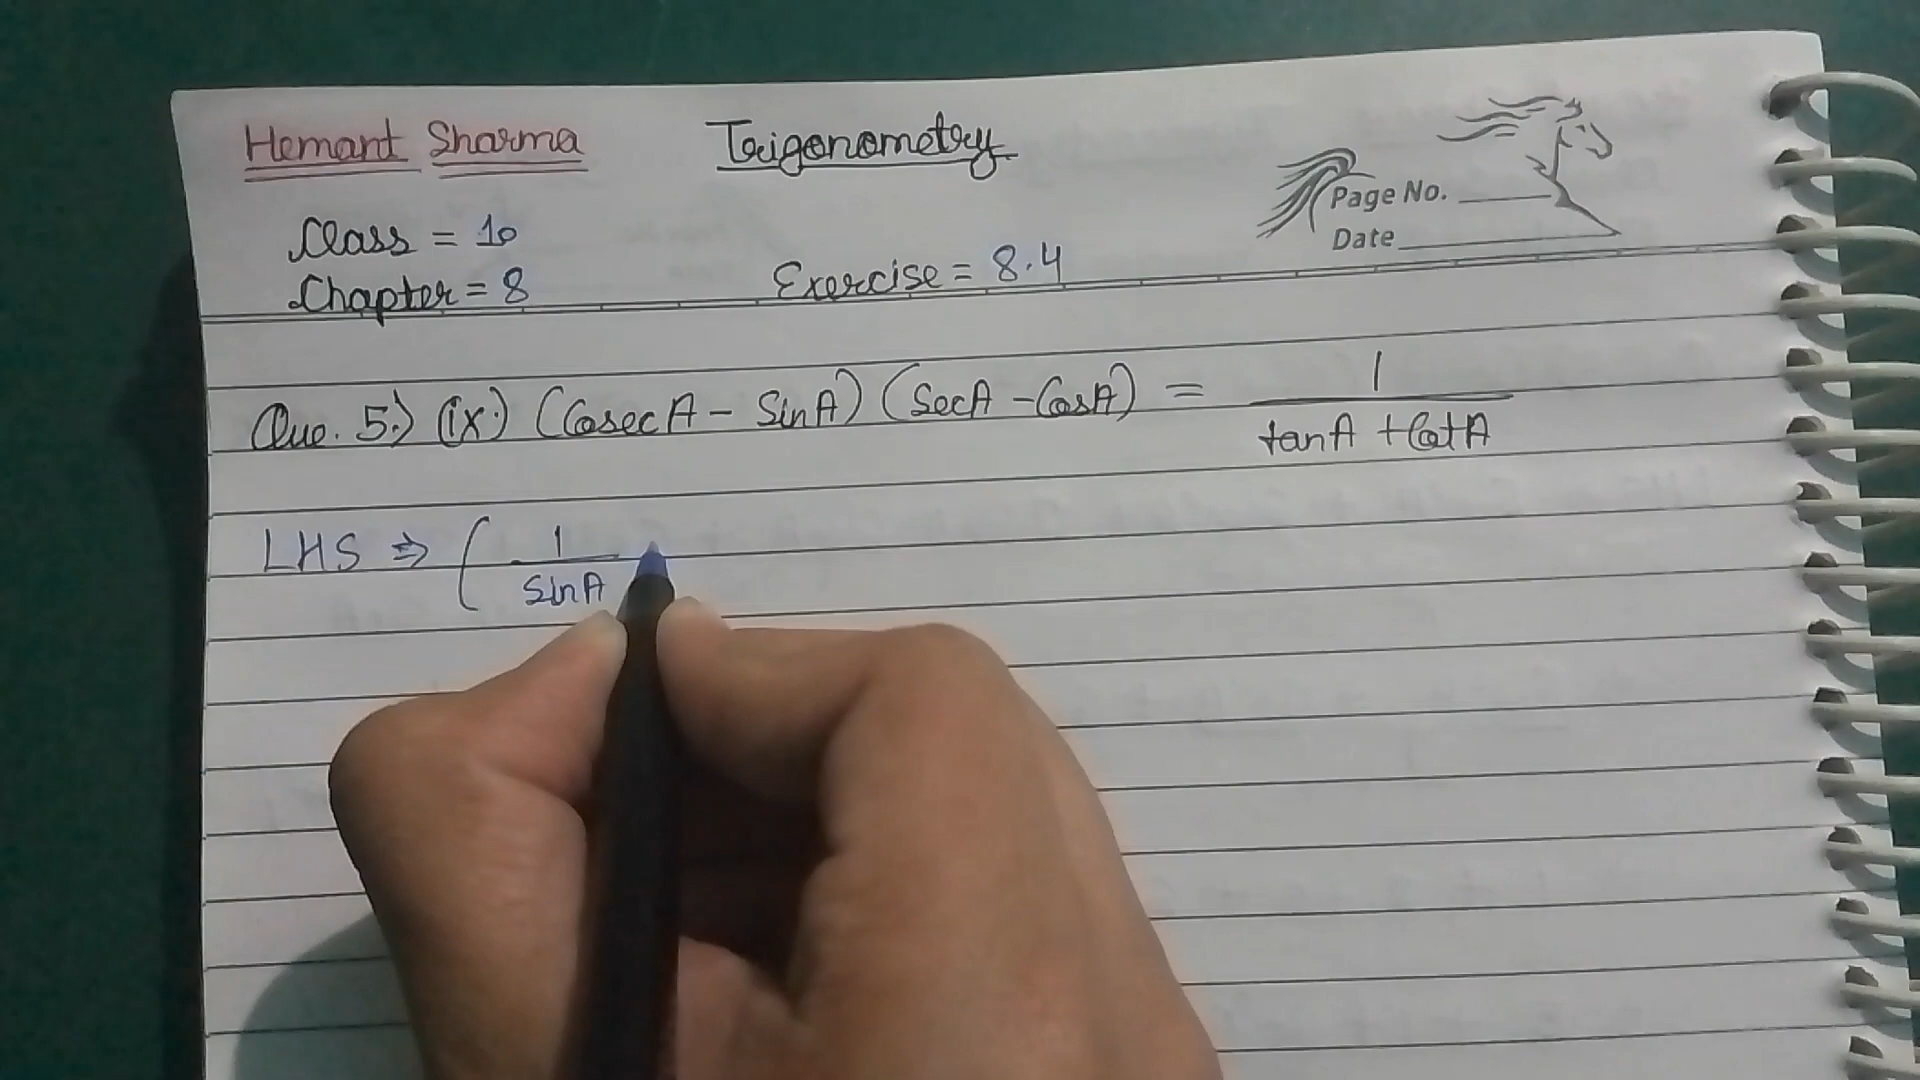 Hemant Sharma Trigonometry
Page No.
Class = 10
Date
Chapter = 8 Exercise = 8.4
Que. 5.) (ix.) (CosecA - SinA) (SecA - CosA) = 1 / tanA + CotA
LHS ⇒ ( 1 / sinA